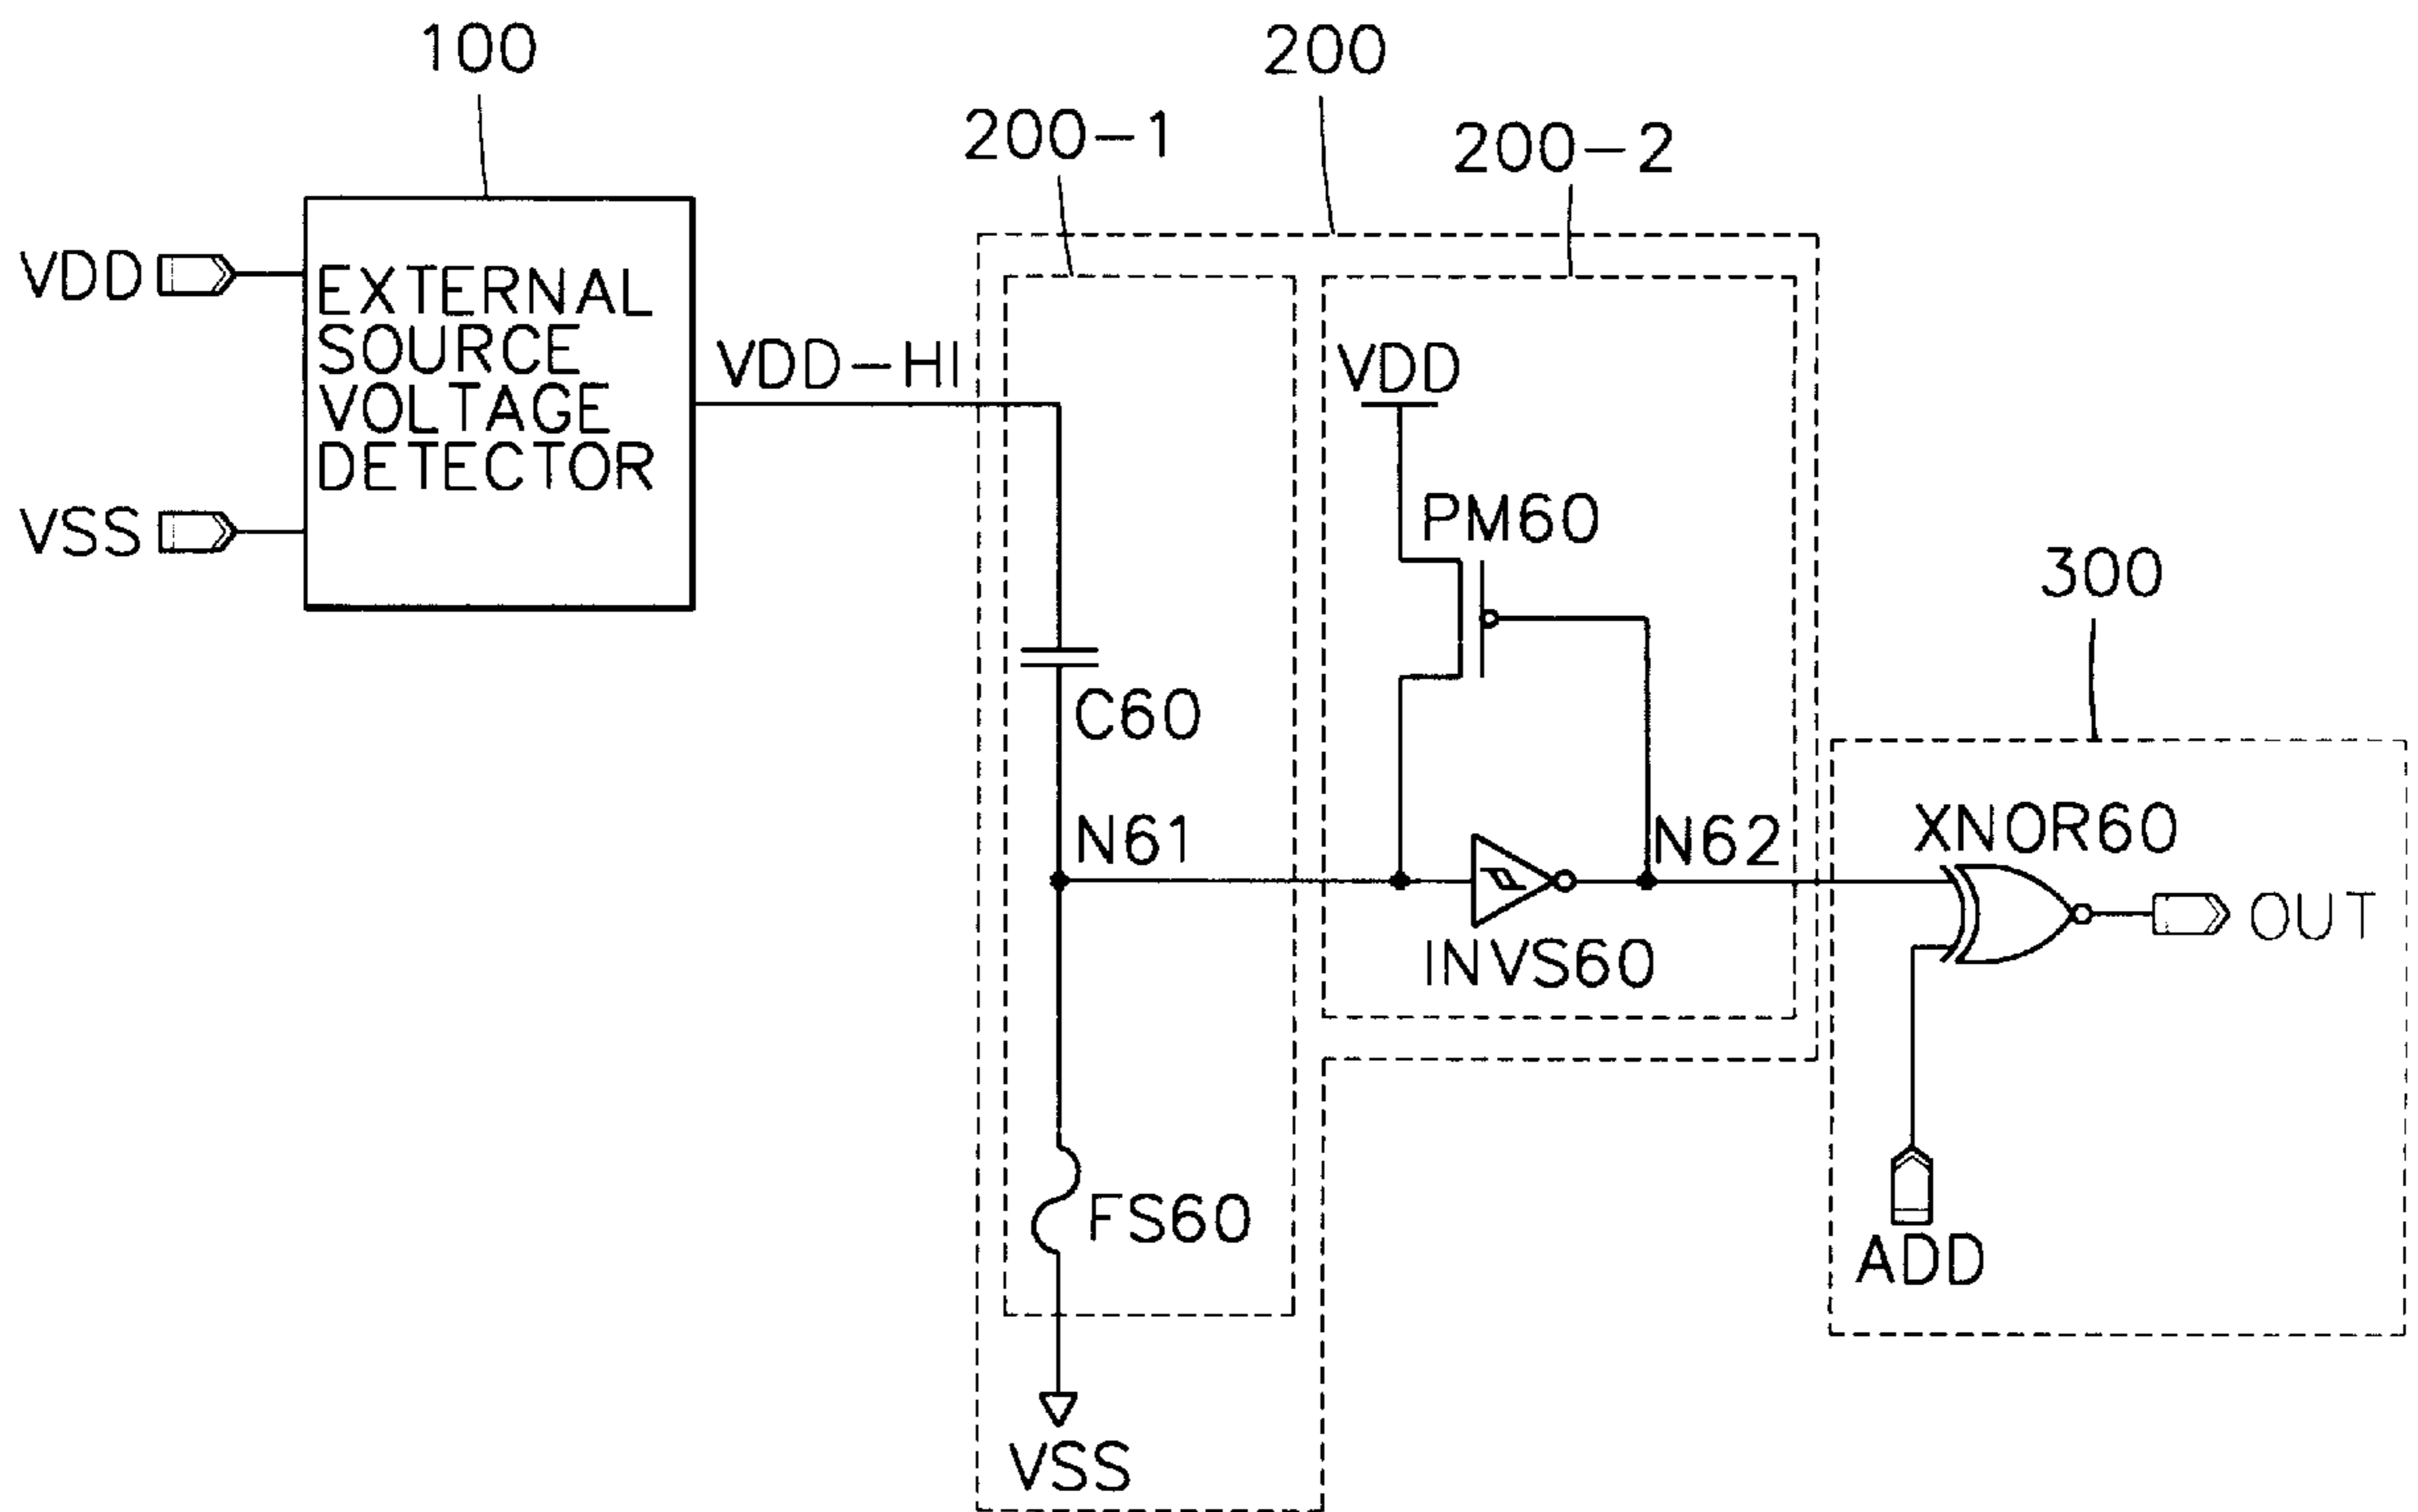 100
200
200-1
200-2
VDD
EXTERNAL
SOURCE
VOLTAGE
DETECTOR
VSS
VDD-HI
VDD
PM60
C60
N61
N62
INVS60
300
XNOR60
OUT
FS60
ADD
VSS